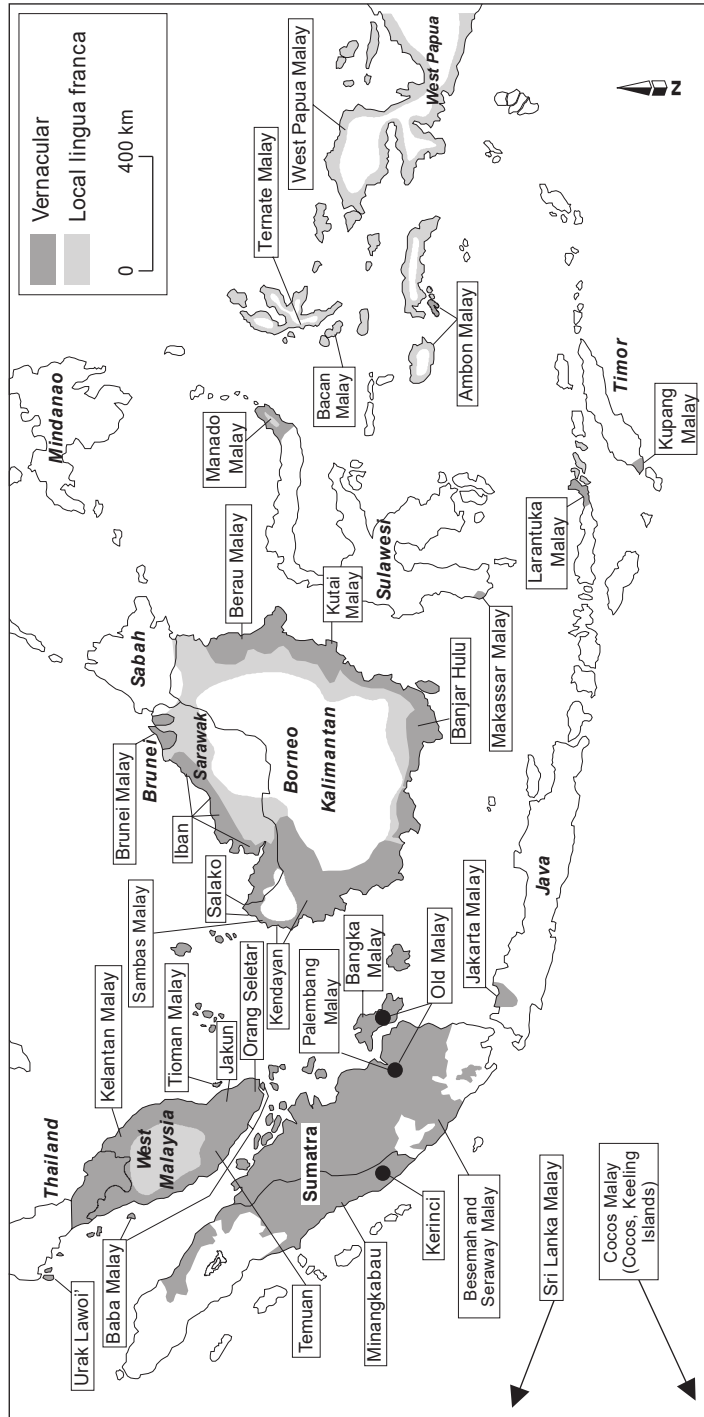 Vernacular
Local lingua franca
0 400 km
Thailand
West
Malaysia
Kelantan Malay
Tioman Malay
Jakun
Orang Seletar
Urak Lawoi'
Baba Malay
Temuan
Sumatra
Minangkabau
Kerinci
Besemah and
Seraway Malay
Sri Lanka Malay
Cocos Malay
(Cocos, Keeling
Islands)
Palembang
Malay
Bangka
Malay
Old Malay
Jakarta Malay
Java
Sambas Malay
Salako
Kendayan
Iban
Brunei Malay
Brunei
Sarawak
Sabah
Borneo
Kalimantan
Berau Malay
Kutai
Malay
Banjar Hulu
Makassar Malay
Sulawesi
Manado
Malay
Mindanao
Bacan
Malay
Ternate Malay
Ambon Malay
West Papua Malay
West Papua
Larantuka
Malay
Timor
Kupang
Malay
N